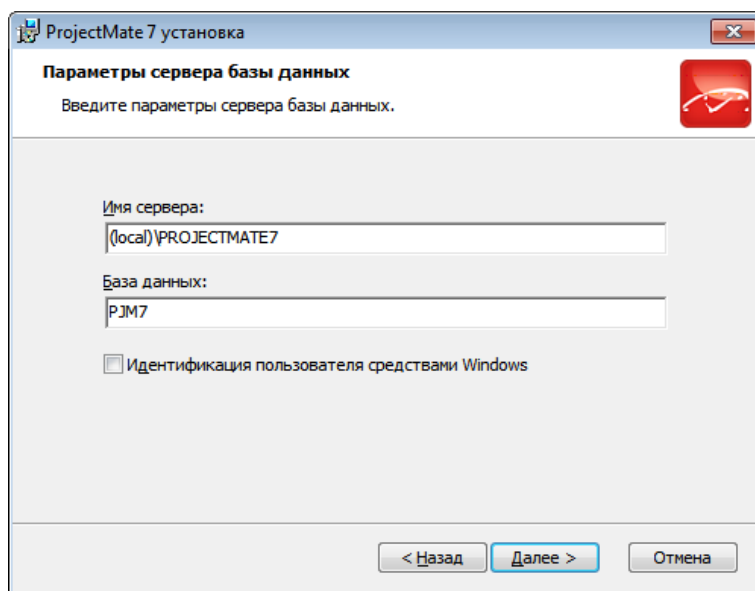 ProjectMate 7 установка
Параметры сервера базы данных
Введите параметры сервера базы данных.
Имя сервера:
(local)\PROJECTMATE7
База данных:
PJM7
Идентификация пользователя средствами Windows
< Назад Далее > Отмена